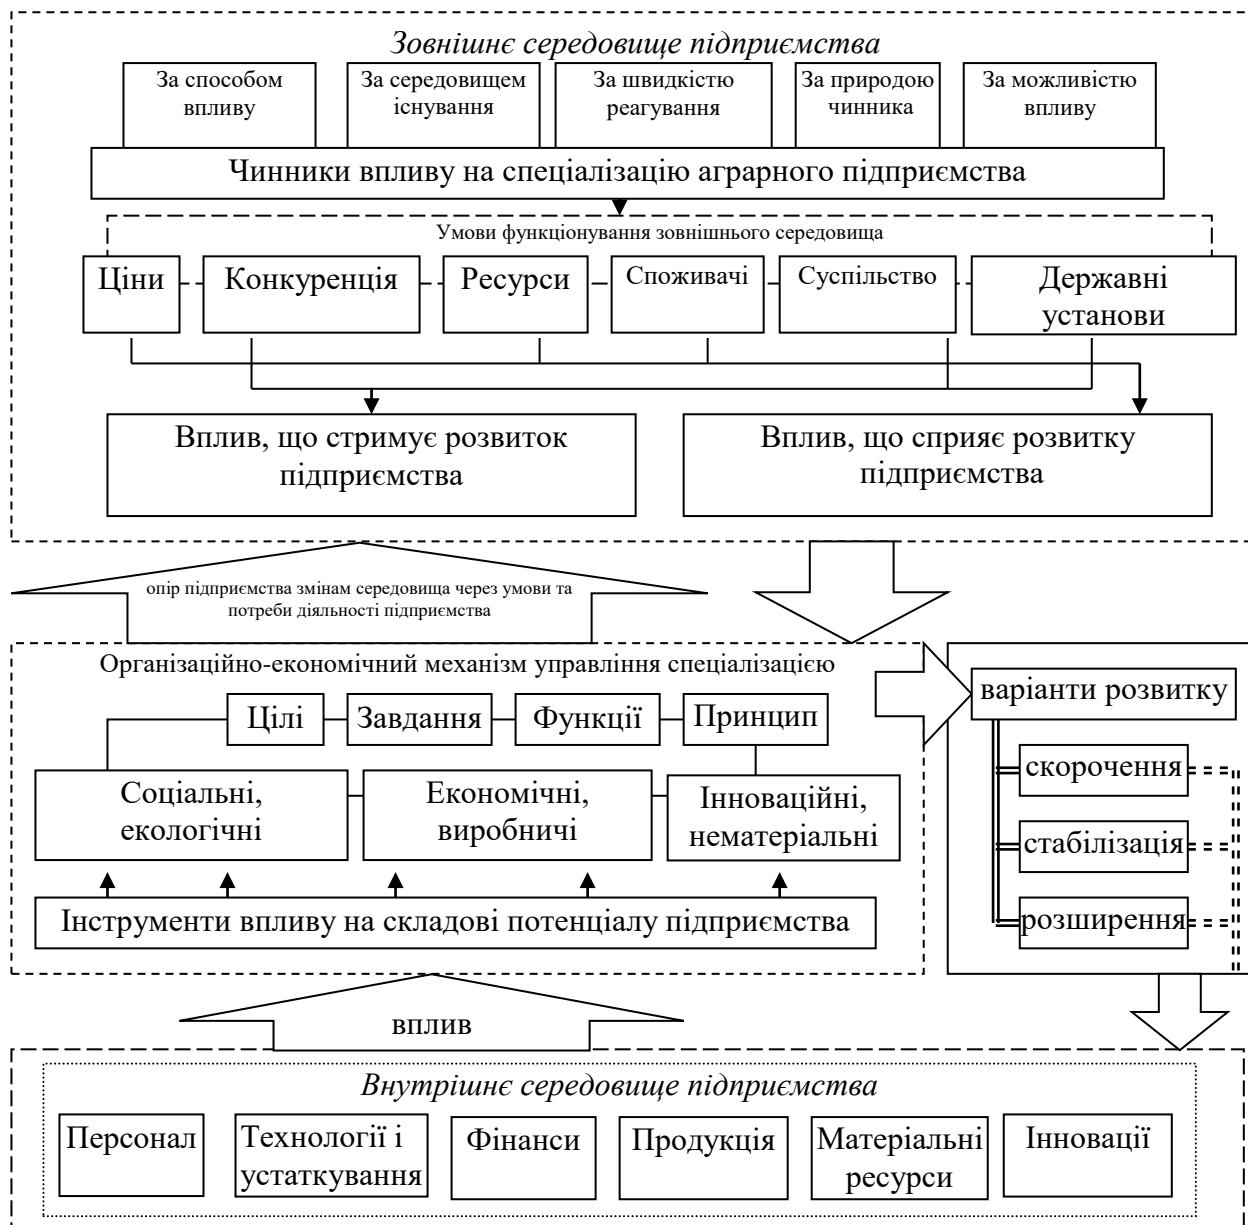 Зовнішнє середовище підприємства
За способом
впливу
За середовищем
існування
За швидкістю
реагування
За природою
чинника
За можливістю
впливу
Чинники впливу на спеціалізацію аграрного підприємства
Умови функціонування зовнішнього середовища
Ціни
Конкуренція
Ресурси
Споживачі
Суспільство
Державні
установи
Вплив, що стримує розвиток
підприємства
Вплив, що сприяє розвитку
підприємства
опір підприємства змінам середовища через умови та
потреби діяльності підприємства
Організаційно-економічний механізм управління спеціалізацією
Цілі
Завдання
Функції
Принцип
Соціальні,
екологічні
Економічні,
виробничі
Інноваційні,
нематеріальні
Інструменти впливу на складові потенціалу підприємства
варіанти розвитку
скорочення
стабілізація
розширення
вплив
Внутрішнє середовище підприємства
Персонал
Технології і
устаткування
Фінанси
Продукція
Матеріальні
ресурси
Інновації